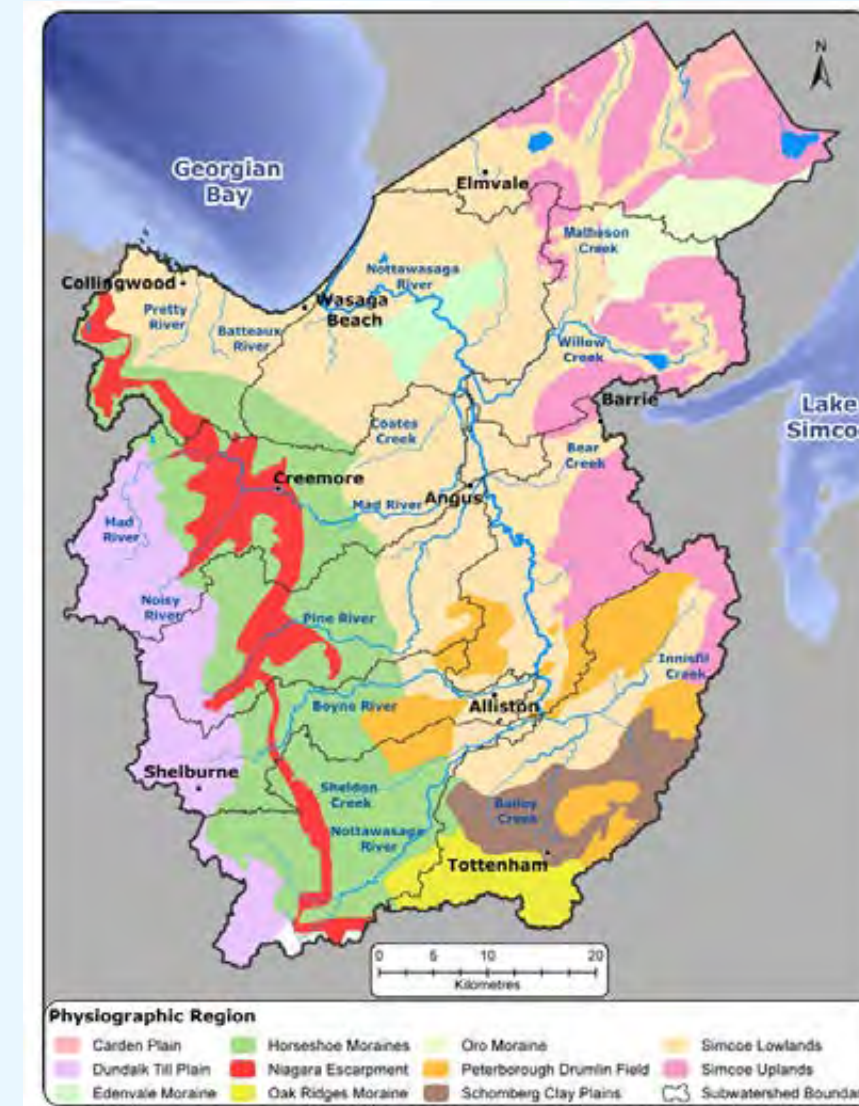 N
Georgian
Bay
Elmvale
Matheson
Creek
Nottawasaga
River
Collingwood
Wasaga
Beach
Pretty
River
Batteaux
River
Willow
Creek
Barrie
Lake
Simco
Coates
Creek
Bear
Creek
Creemore
Mad River
Angus
Mad
River
Noisy
River
Pine River
Innisfil
Creek
Boyne River
Alliston
Shelburne
Sheldon
Creek
Bailey
Creek
Nottawasaga
River
Tottenham
0 5 10 20
Kilometres
Physiographic Region
Carden Plain
Horseshoe Moraines
Oro Moraine
Simcoe Lowlands
Dundalk Till Plain
Niagara Escarpment
Peterborough Drumlin Field
Simcoe Uplands
Edenvale Moraine
Oak Ridges Moraine
Schomberg Clay Plains
Subwatershed Boundar